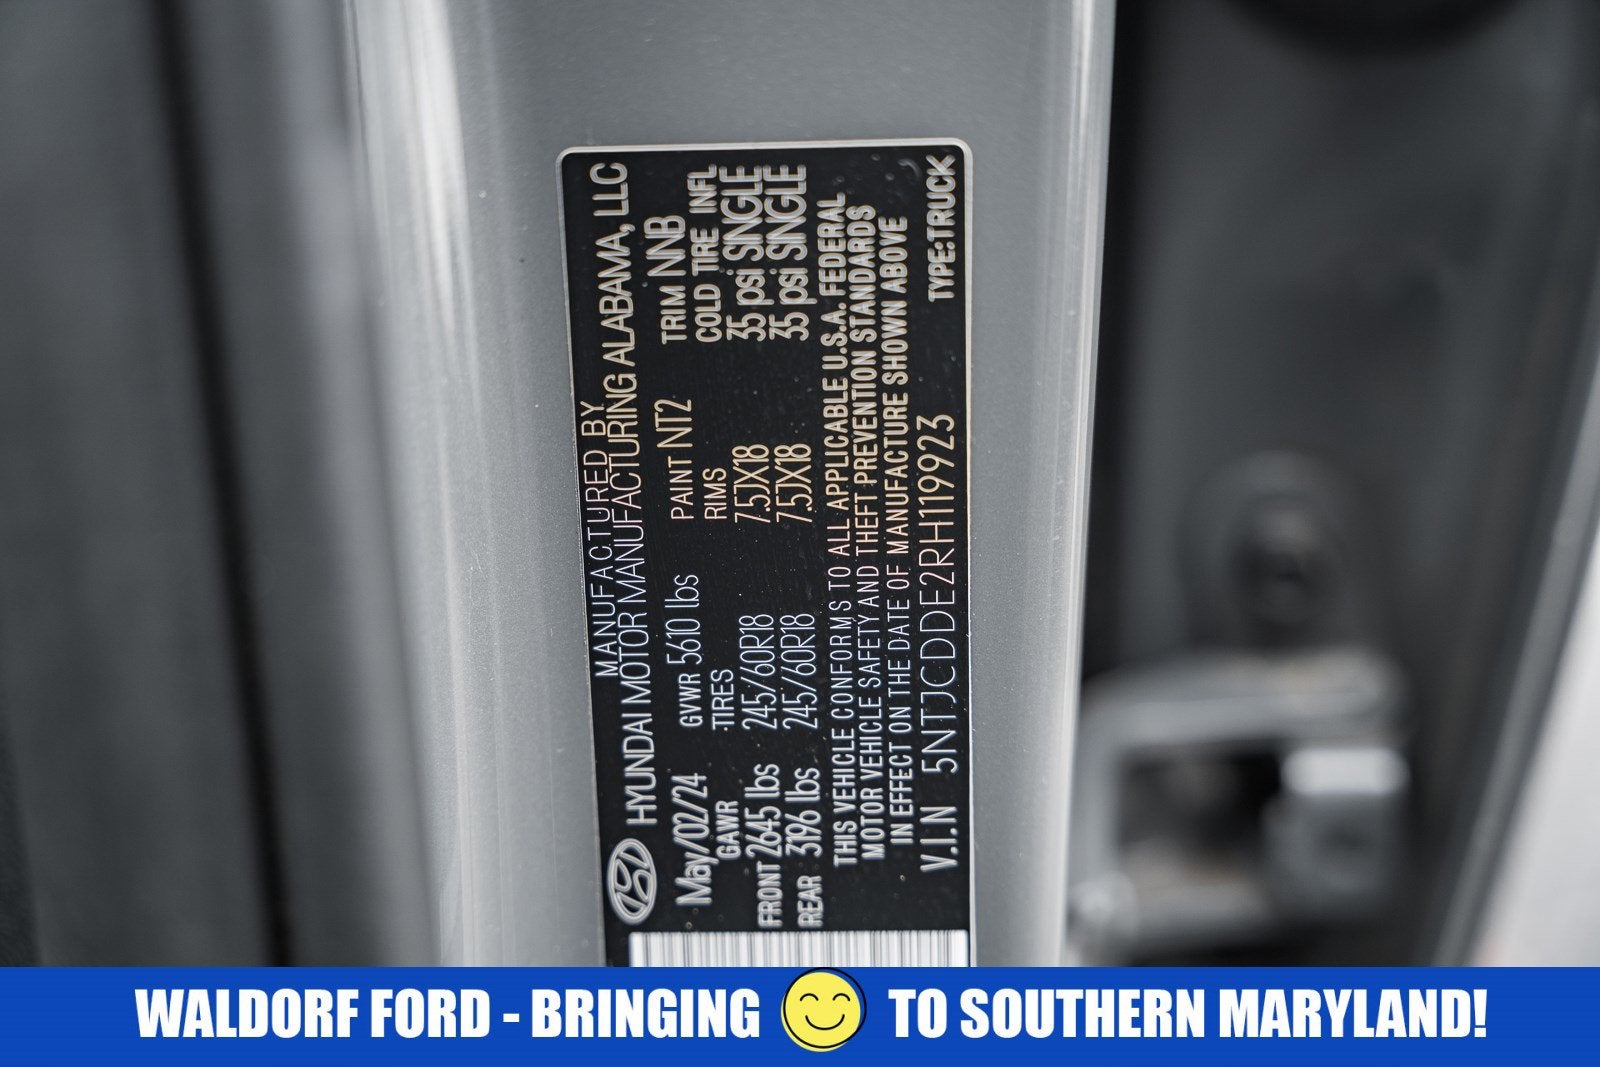 MANUFACTURED BY
HYUNDAI MOTOR MANUFACTURING ALABAMA, LLC
May/02/24 GVWR 5610 lbs PAINT NT2 TRIM NNB
GAWR TIRES RIMS COLD TIRE INFL
FRONT 2645 lbs 245/60R18 7.5JX18 35 psi SINGLE
REAR 3196 lbs 245/60R18 7.5JX18 35 psi SINGLE
THIS VEHICLE CONFORMS TO ALL APPLICABLE U.S.A. FEDERAL
MOTOR VEHICLE SAFETY AND THEFT PREVENTION STANDARDS
IN EFFECT ON THE DATE OF MANUFACTURE SHOWN ABOVE
V.I.N 5NTJCDDE2RH119923 TYPE:TRUCK
WALDORF FORD - BRINGING TO SOUTHERN MARYLAND!